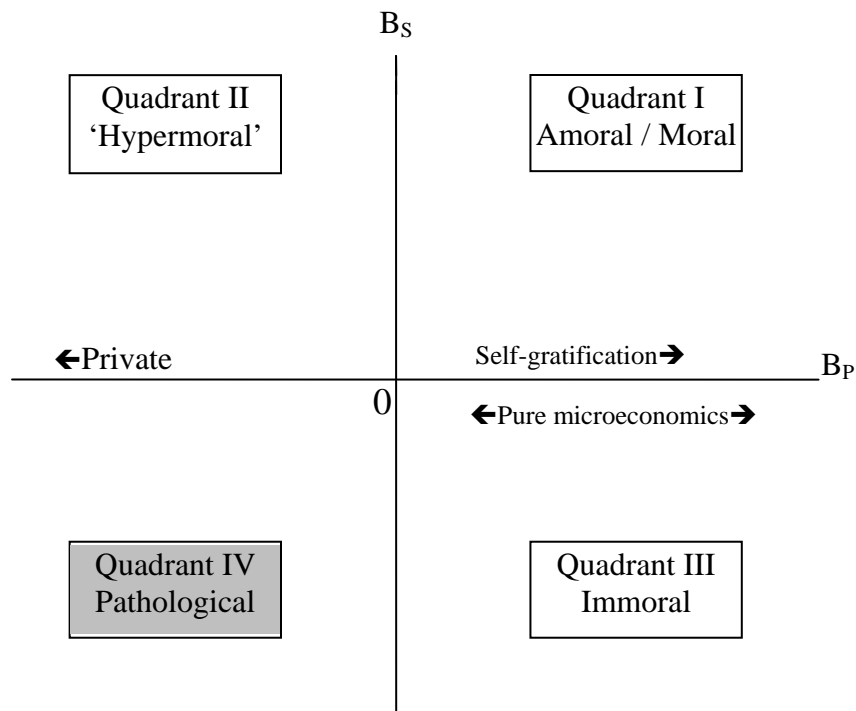 B_S
Quadrant II
‘Hypermoral’
Quadrant I
Amoral / Moral
🡸Private
Self-gratification🡺
B_P
0
🡸Pure microeconomics🡺
Quadrant IV
Pathological
Quadrant III
Immoral